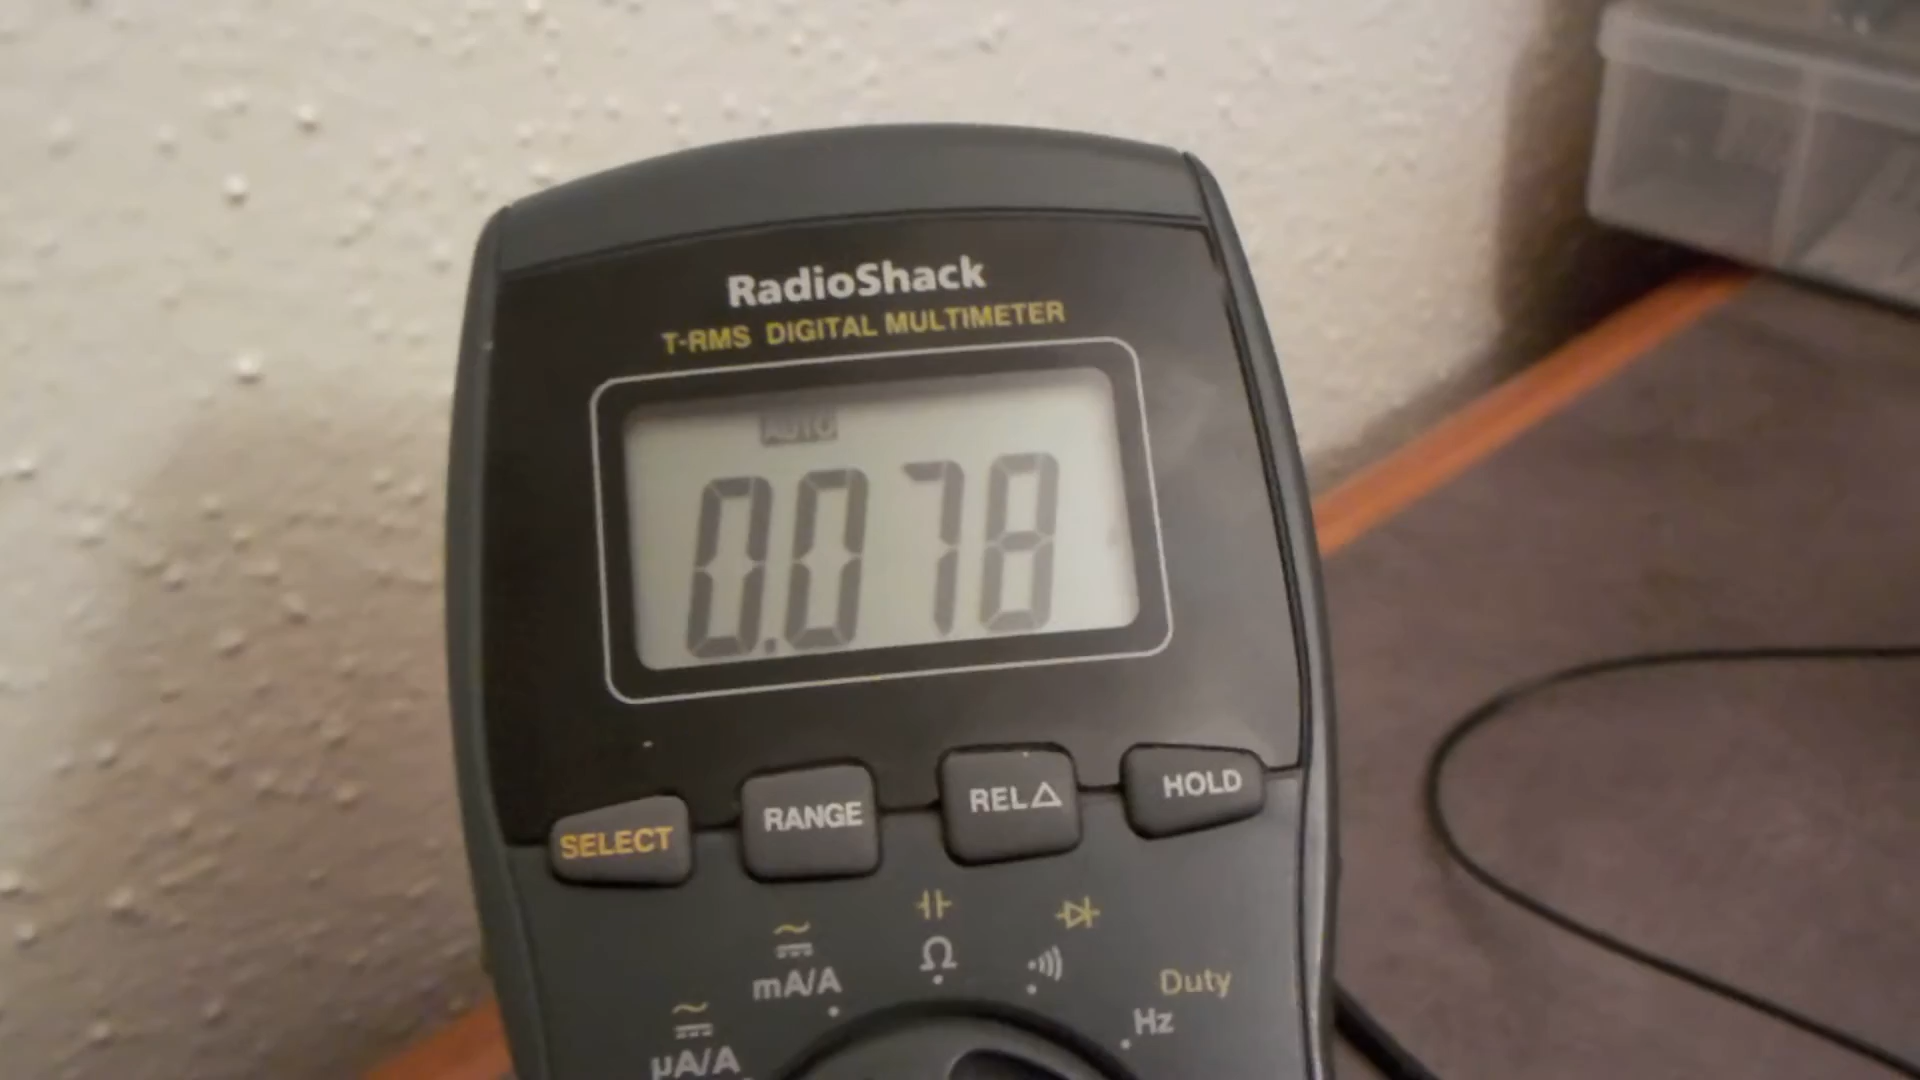 RadioShack
T-RMS DIGITAL MULTIMETER
AUTO
0.078
SELECT RANGE REL△ HOLD
mA/A Ω Duty
µA/A Hz